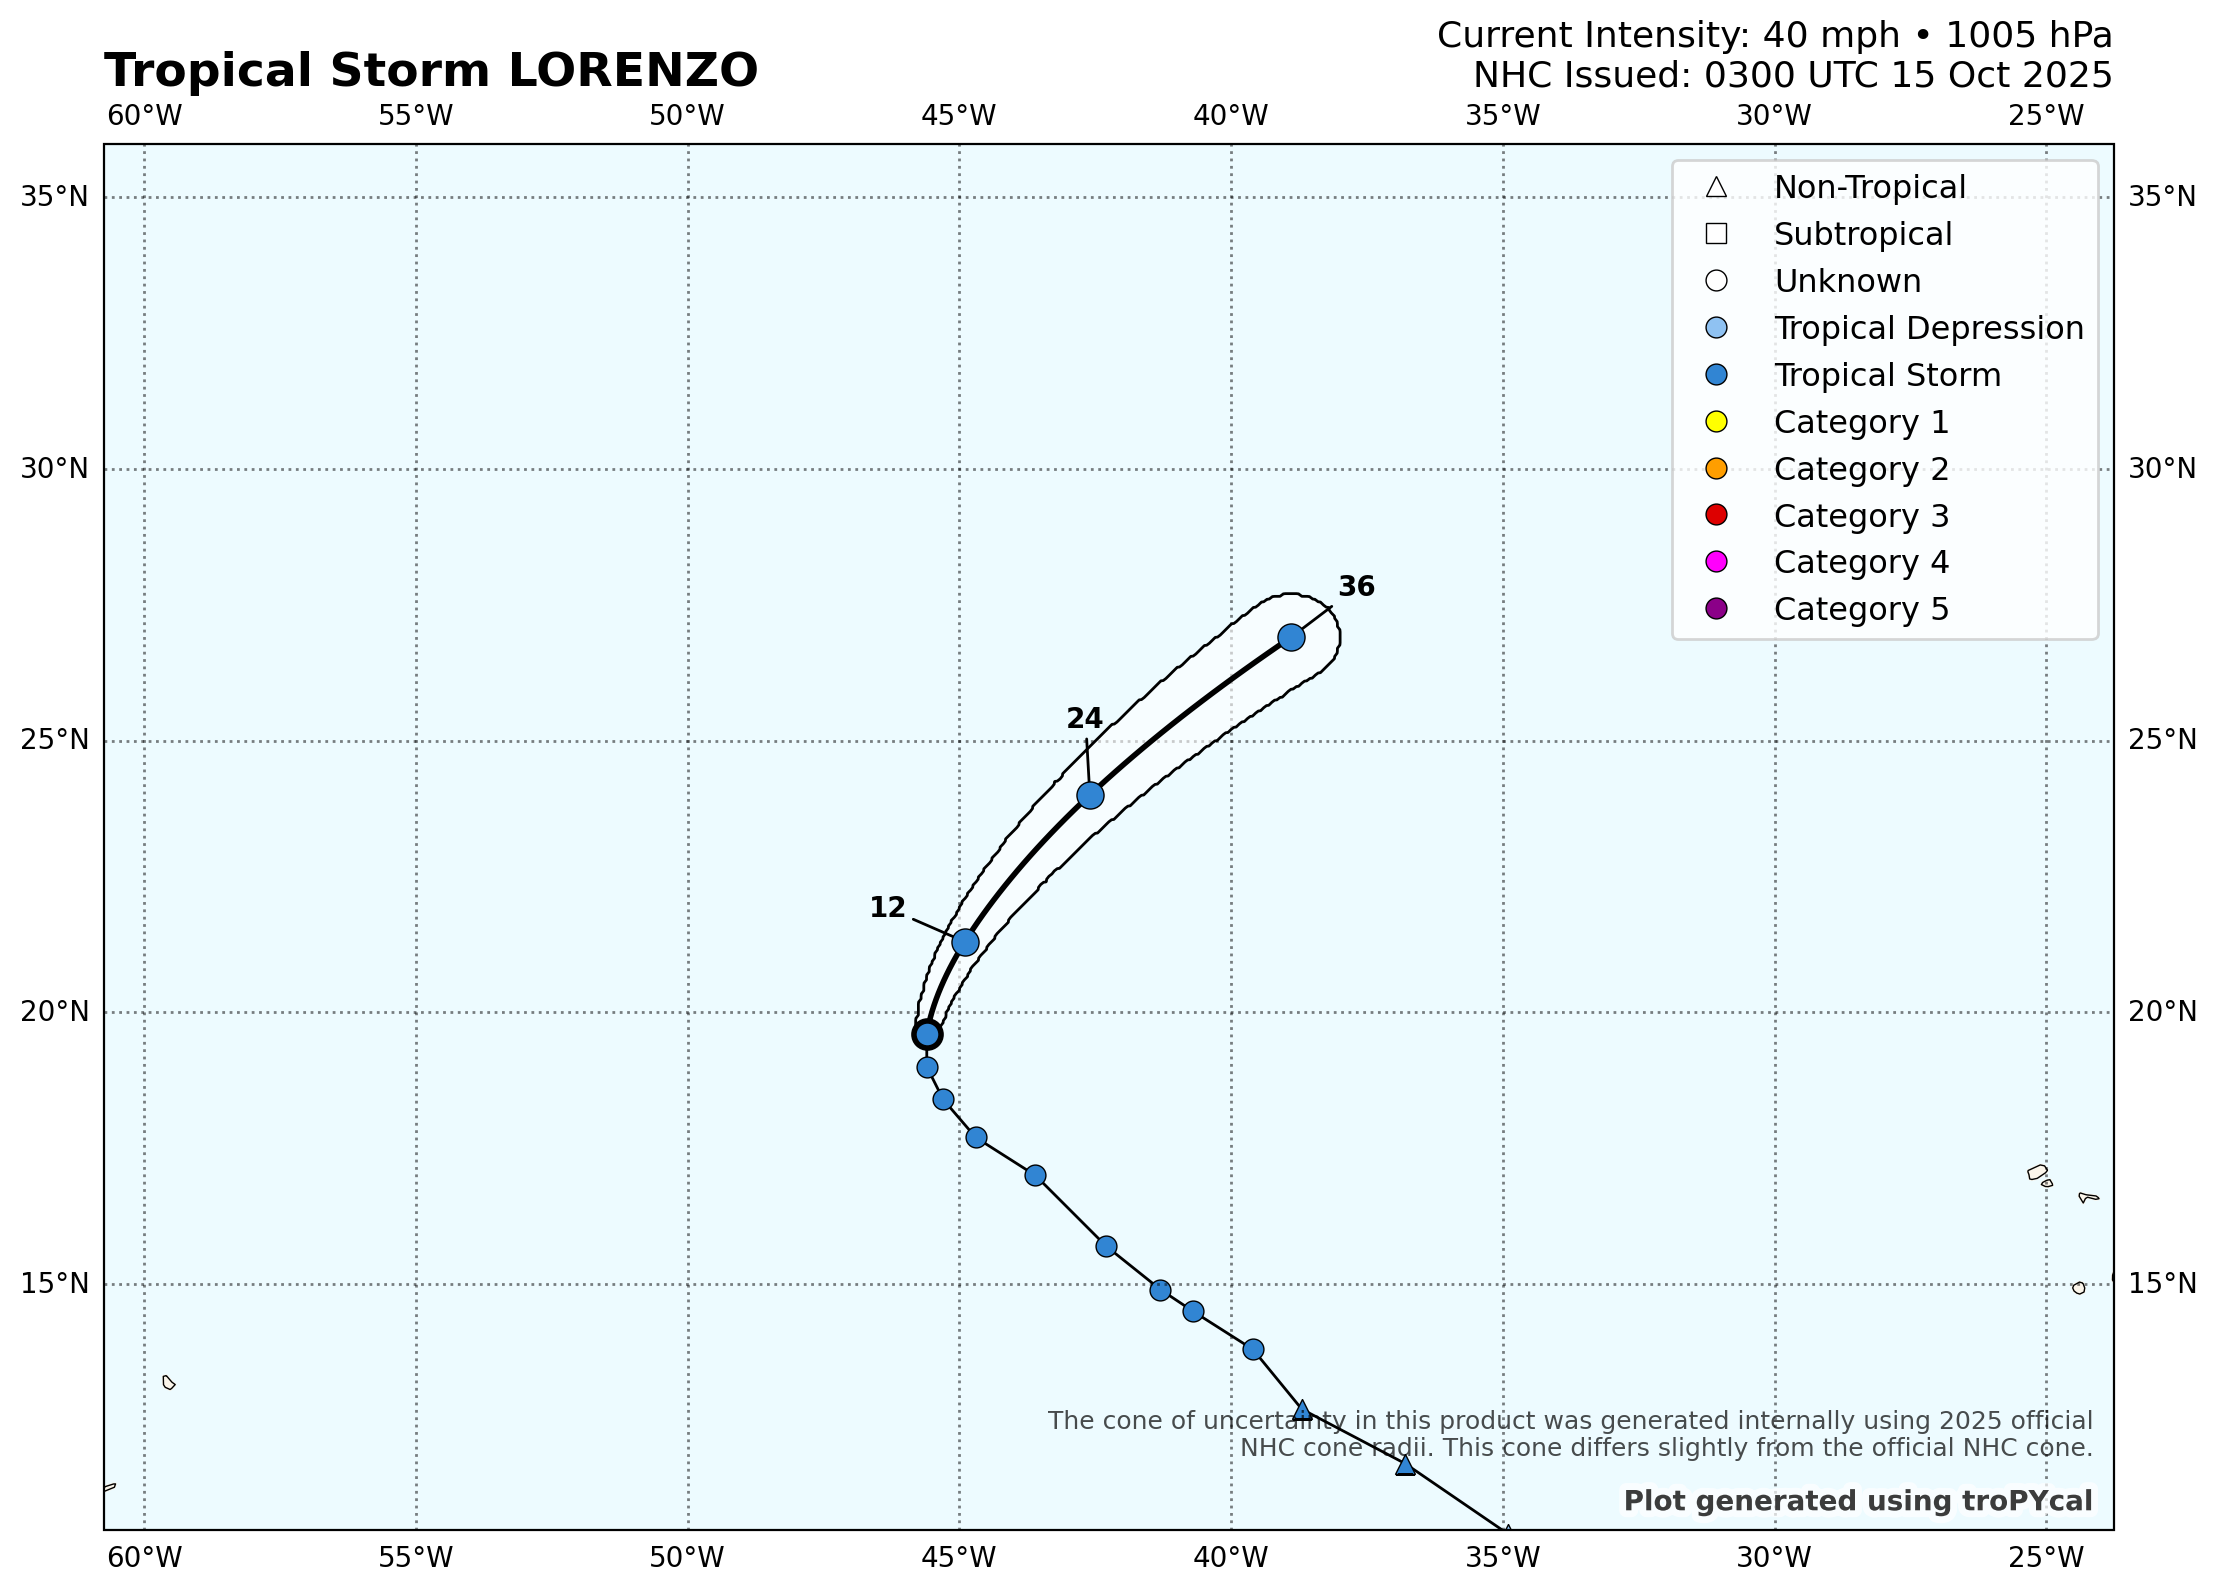 Current Intensity: 40 mph • 1005 hPa
Tropical Storm LORENZO
NHC Issued: 0300 UTC 15 Oct 2025
60°W 55°W 50°W 45°W 40°W 35°W 30°W 25°W
35°N 35°N
Non-Tropical
Subtropical
Unknown
Tropical Depression
Tropical Storm
Category 1
30°N Category 2 30°N
Category 3
Category 4
Category 5
36
24
25°N 25°N
12
20°N 20°N
15°N 15°N
The cone of uncertainty in this product was generated internally using 2025 official
NHC cone radii. This cone differs slightly from the official NHC cone.
Plot generated using troPYcal
60°W 55°W 50°W 45°W 40°W 35°W 30°W 25°W